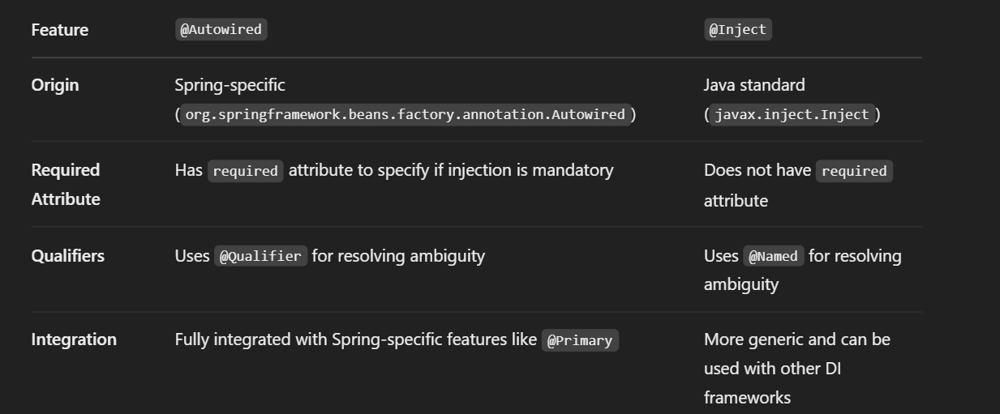 Feature @Autowired @Inject
Origin Spring-specific Java standard
(org.springframework.beans.factory.annotation.Autowired) (javax.inject.Inject)
Required Has required attribute to specify if injection is mandatory Does not have required
Attribute attribute
Qualifiers Uses @Qualifier for resolving ambiguity Uses @Named for resolving
ambiguity
Integration Fully integrated with Spring-specific features like @Primary More generic and can be
used with other DI
frameworks